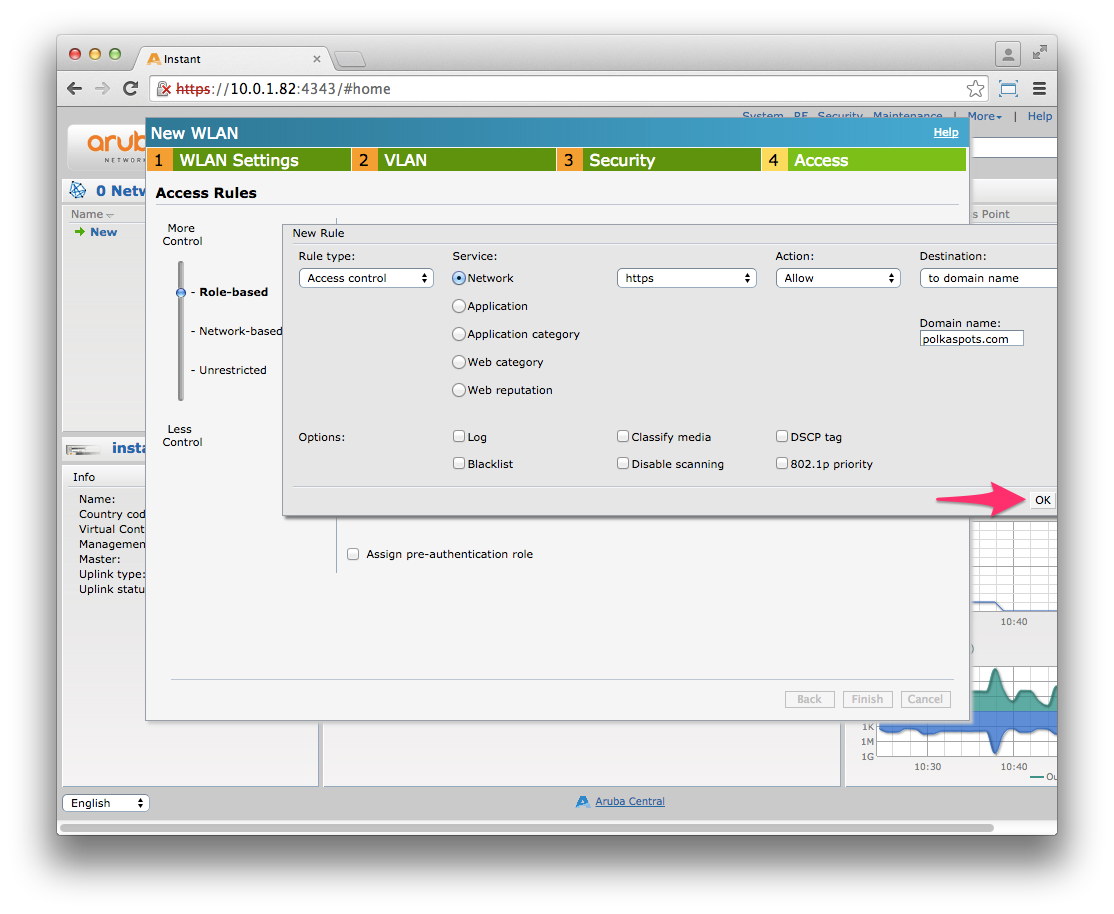 Instant
https://10.0.1.82:4343/#home
System RF Security Maintenance | More | Help
New WLAN
Help
1 WLAN Settings 2 VLAN 3 Security 4 Access
0 Netw
Access Rules
Name
s Point
New
More
Control
- Role-based
- Network-based
- Unrestricted
Less
Control
New Rule
Rule type: Service: Action: Destination:
Access control Network https Allow to domain name
Application
Domain name:
Application category
polkaspots.com
Web category
Web reputation
Options: Log Classify media DSCP tag
Blacklist Disable scanning 802.1p priority
OK
insta
Info
Name:
Country cod
Virtual Cont
Managemen
Master:
Uplink type:
Uplink statu
Assign pre-authentication role
10:40
)
Back Finish Cancel
1K
1M
1G
10:30 10:40
Ou
English
Aruba Central